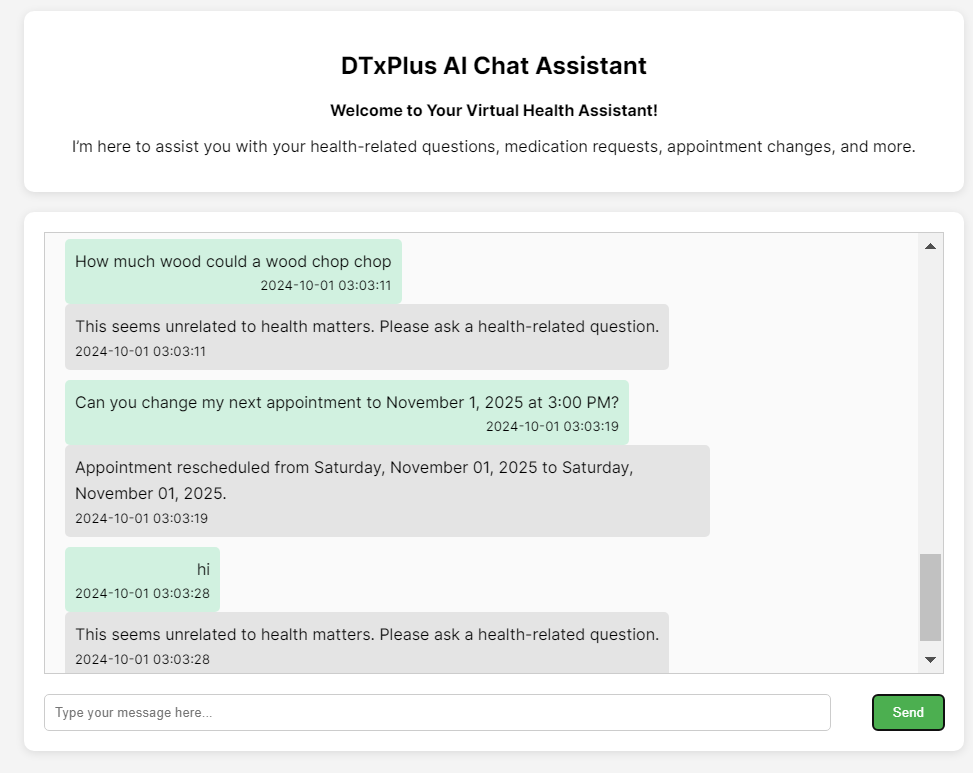 DTxPlus AI Chat Assistant
Welcome to Your Virtual Health Assistant!
I’m here to assist you with your health-related questions, medication requests, appointment changes, and more.
How much wood could a wood chop chop
2024-10-01 03:03:11
This seems unrelated to health matters. Please ask a health-related question.
2024-10-01 03:03:11
Can you change my next appointment to November 1, 2025 at 3:00 PM?
2024-10-01 03:03:19
Appointment rescheduled from Saturday, November 01, 2025 to Saturday,
November 01, 2025.
2024-10-01 03:03:19
hi
2024-10-01 03:03:28
This seems unrelated to health matters. Please ask a health-related question.
2024-10-01 03:03:28
Type your message here...
Send